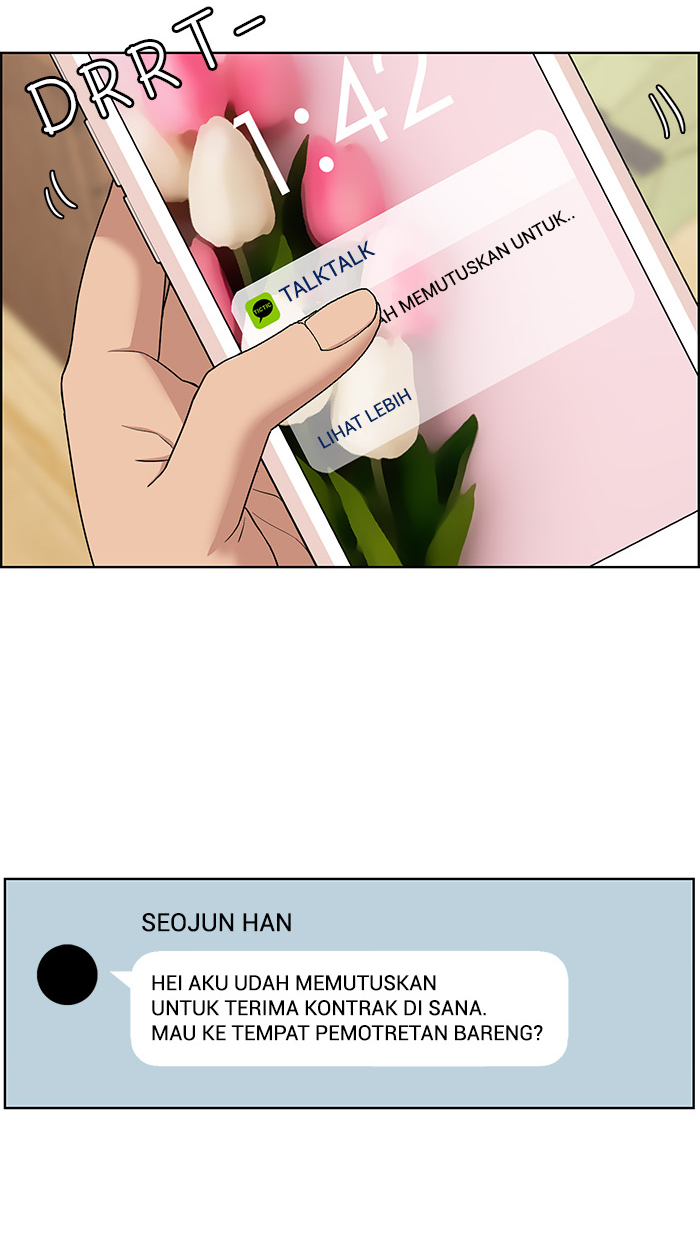 DRRT-
1:42
TICTIC
TALKTALK
AH MEMUTUSKAN UNTUK..
LIHAT LEBIH
SEOJUN HAN
HEI AKU UDAH MEMUTUSKAN
UNTUK TERIMA KONTRAK DI SANA.
MAU KE TEMPAT PEMOTRETAN BARENG?